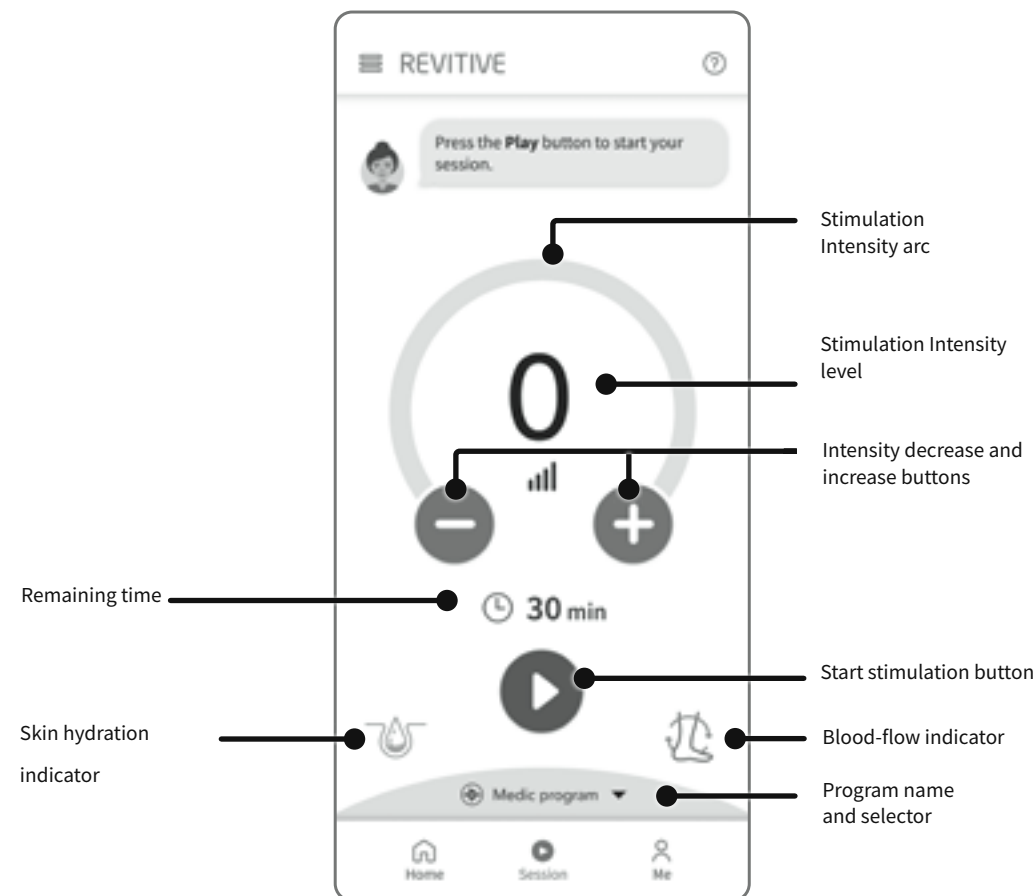 REVITIVE
?
Press the Play button to start your
session.
Stimulation
Intensity arc
0
Stimulation Intensity
level
Intensity decrease and
increase buttons
Remaining time
30 min
Start stimulation button
Skin hydration
indicator
Blood-flow indicator
Medic program
Program name
and selector
Home
Session
Me